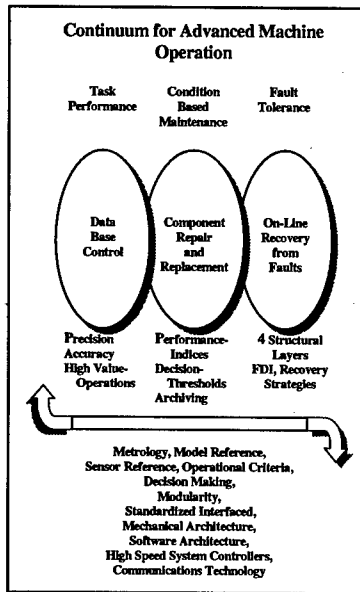 Continuum for Advanced Machine
Operation
Task
Performance
Condition
Based
Maintenance
Fault
Tolerance
Data
Base
Control
Component
Repair
and
Replacement
On-Line
Recovery
from
Faults
Precision
Accuracy
High Value-
Operations
Performance-
Indices
Decision-
Thresholds
Archiving
4 Structural
Layers
FDI, Recovery
Strategies
Metrology, Model Reference,
Sensor Reference, Operational Criteria,
Decision Making,
Modularity,
Standardized Interfaced,
Mechanical Architecture,
Software Architecture,
High Speed System Controllers,
Communications Technology